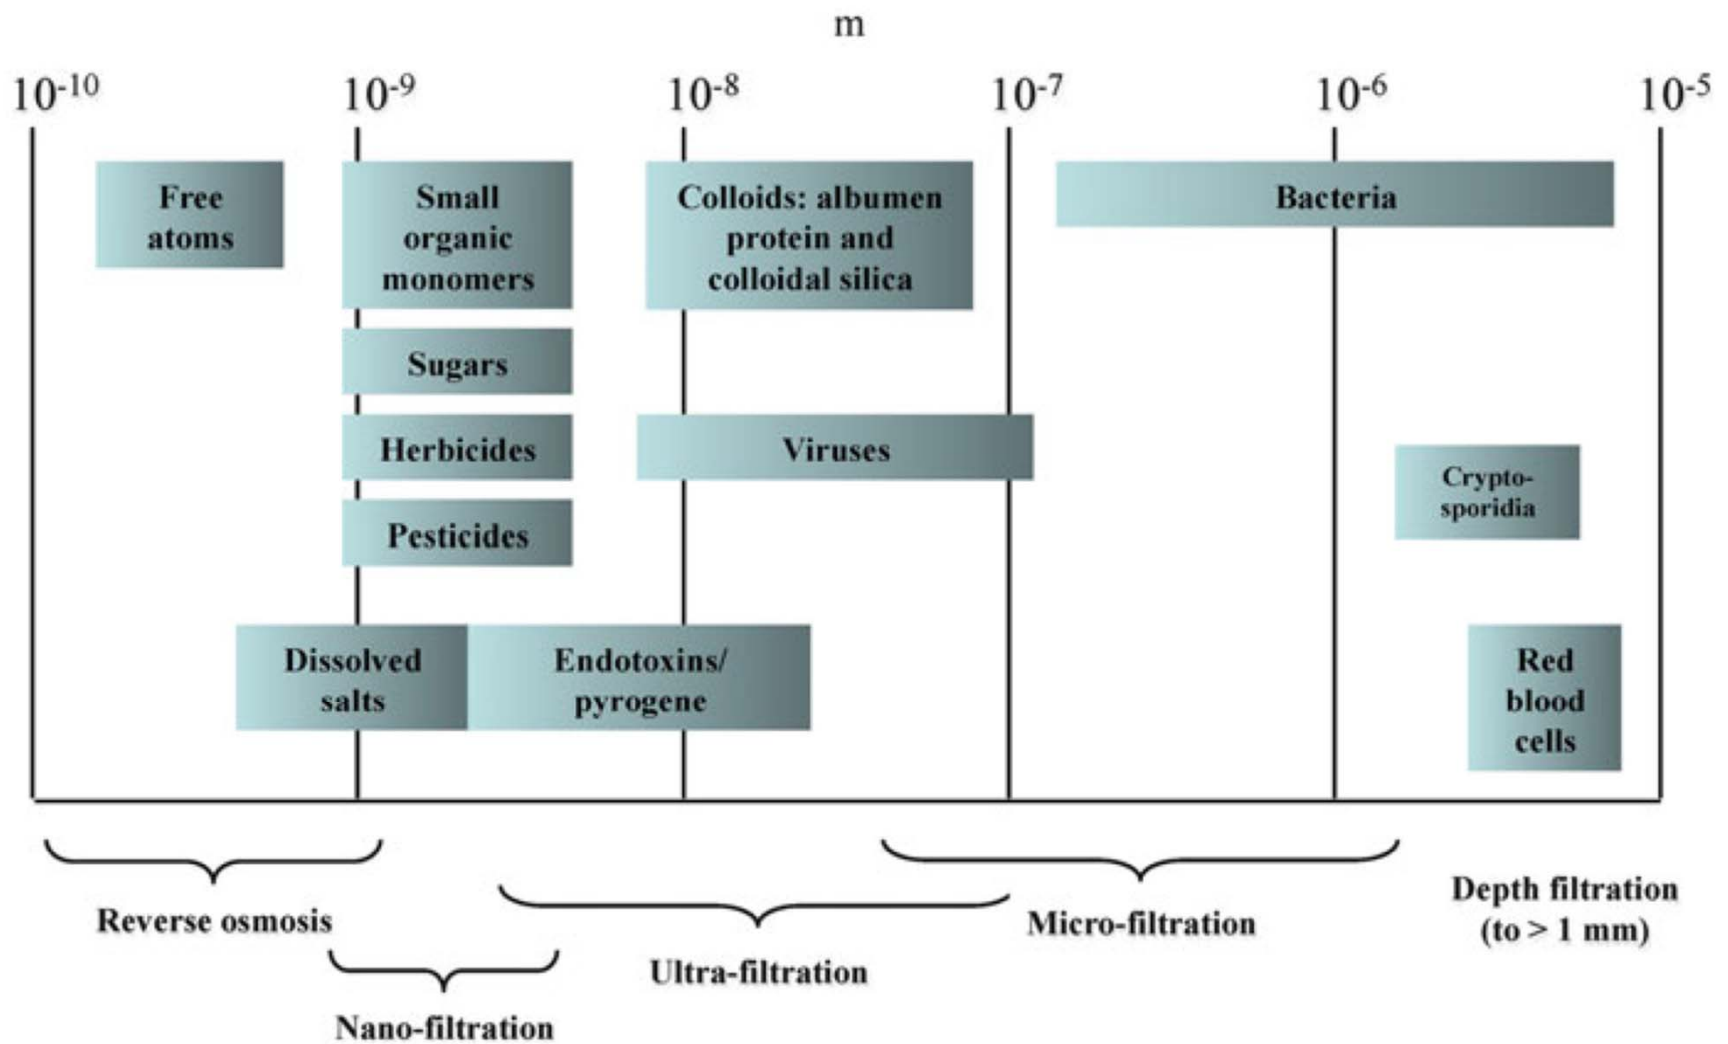 m
10⁻¹⁰ 10⁻⁹ 10⁻⁸ 10⁻⁷ 10⁻⁶ 10⁻⁵
Free
atoms
Small
organic
monomers
Colloids: albumen
protein and
colloidal silica
Bacteria
Sugars
Herbicides
Viruses
Crypto-
sporidia
Pesticides
Dissolved
salts
Endotoxins/
pyrogene
Red
blood
cells
Reverse osmosis
Nano-filtration
Ultra-filtration
Micro-filtration
Depth filtration
(to > 1 mm)